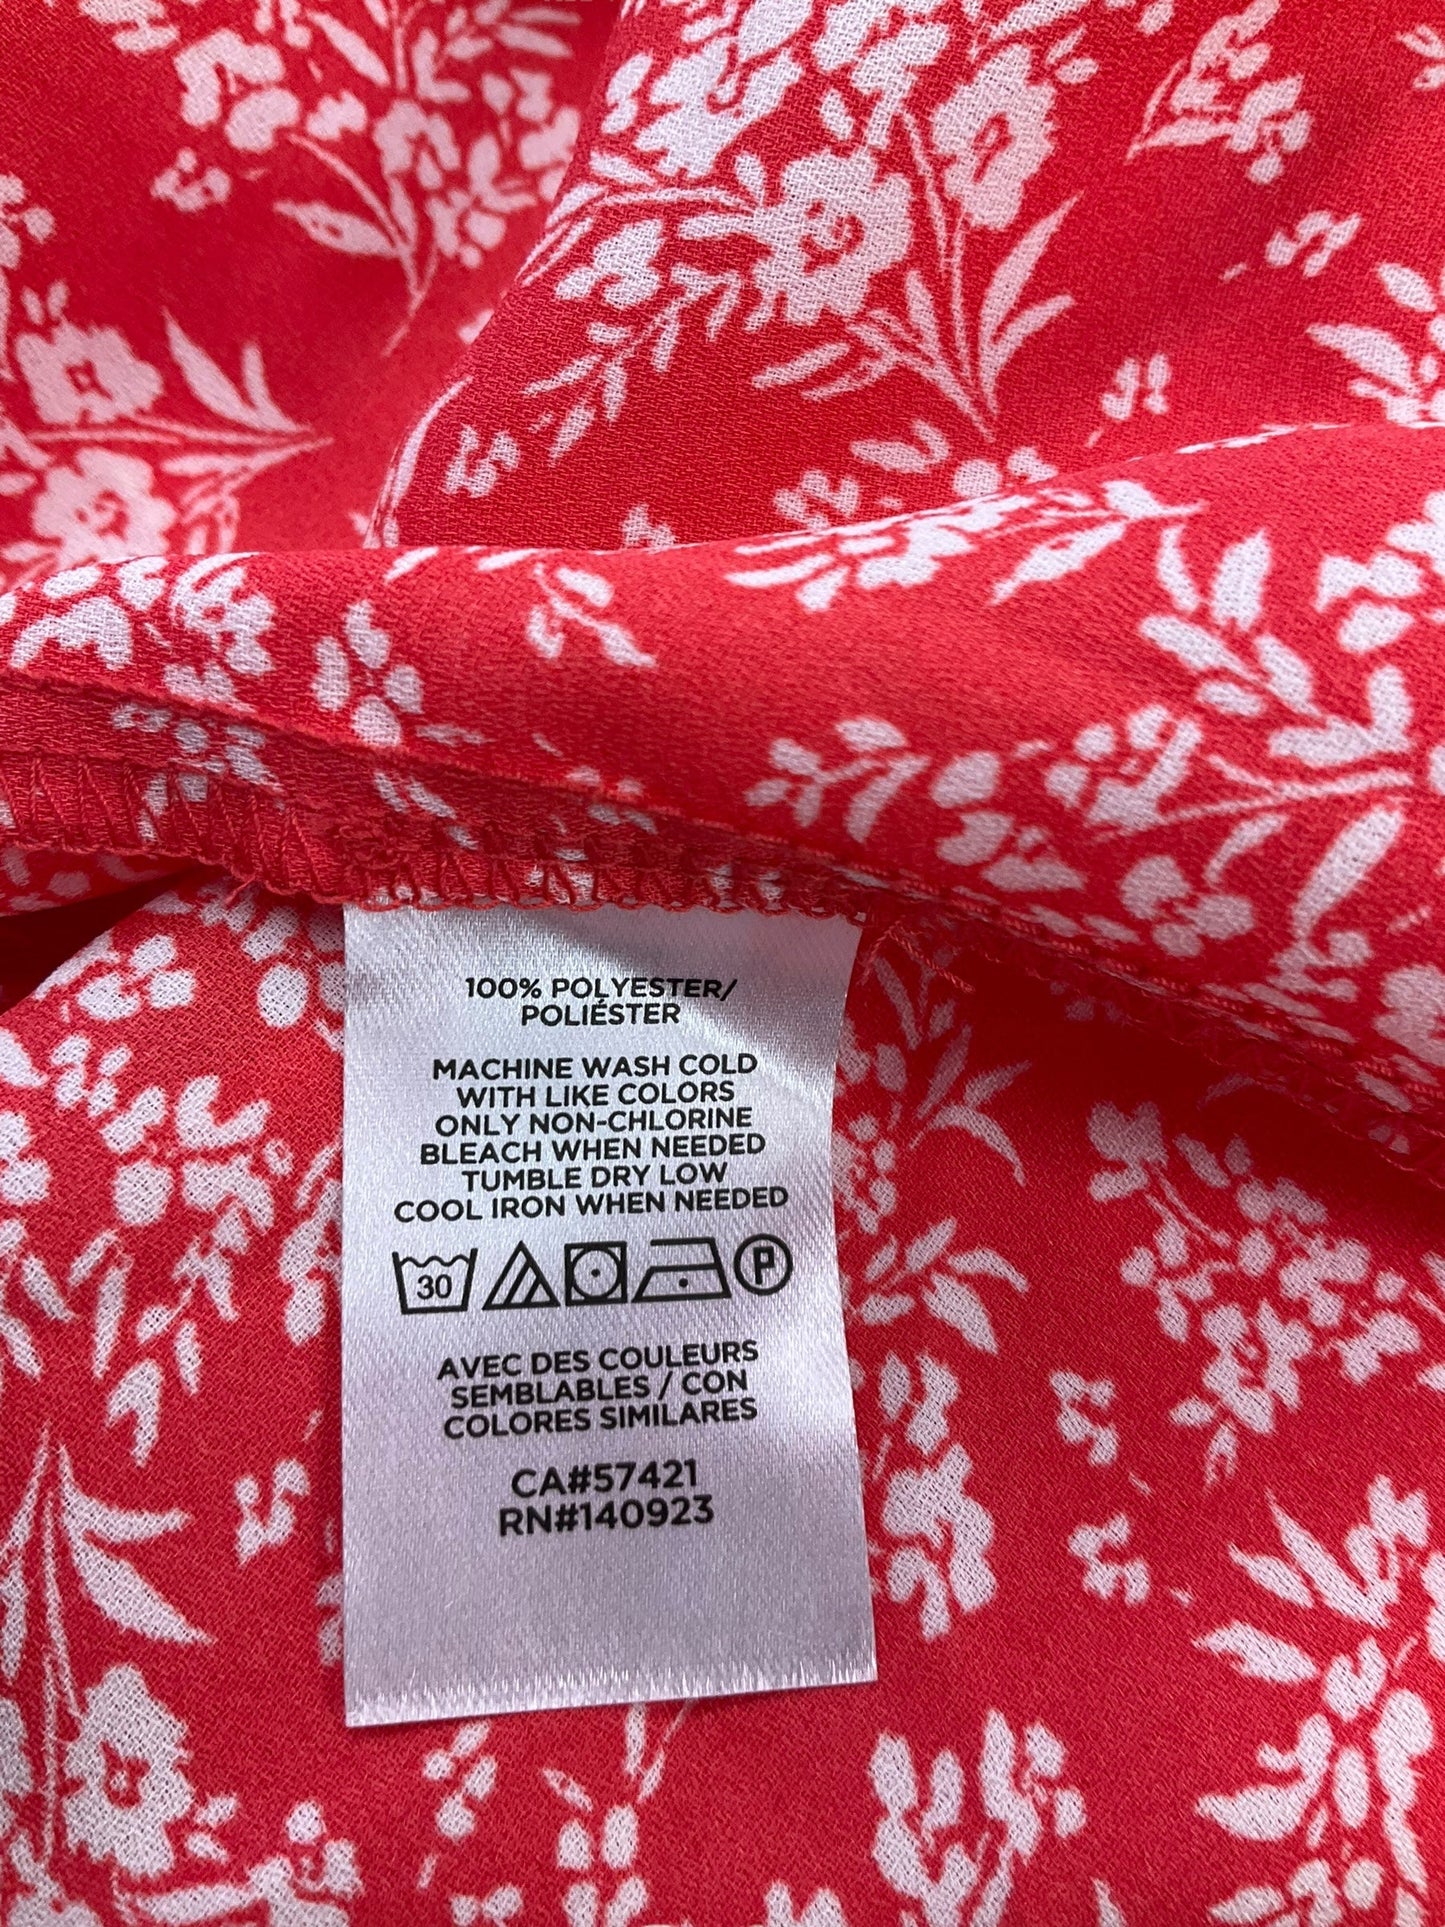 100% POLYESTER/
POLIÉSTER
MACHINE WASH COLD
WITH LIKE COLORS
ONLY NON-CHLORINE
BLEACH WHEN NEEDED
TUMBLE DRY LOW
COOL IRON WHEN NEEDED
30 P
AVEC DES COULEURS
SEMBLABLES / CON
COLORES SIMILARES
CA#57421
RN#140923